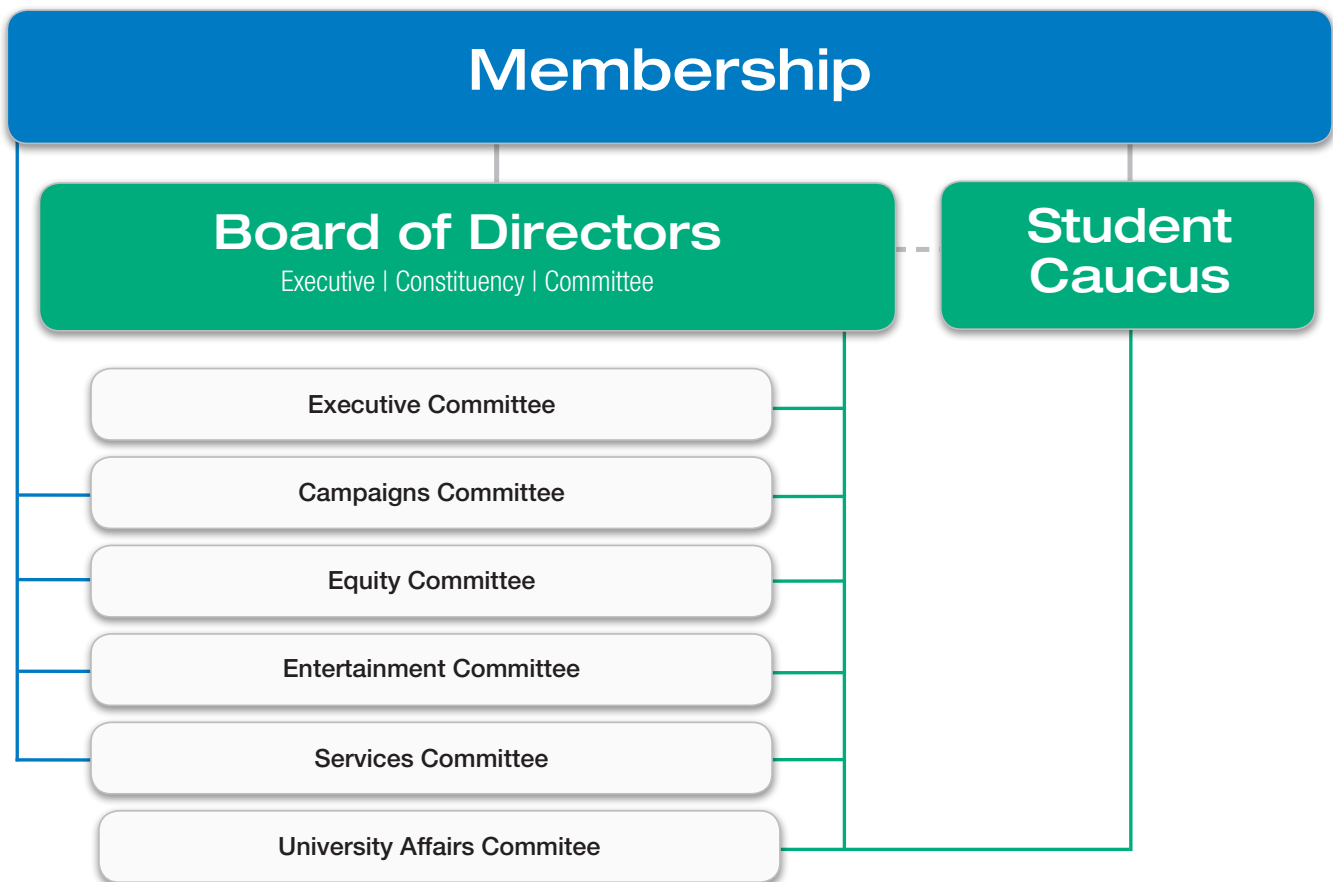 Membership
Board of Directors
Executive | Constituency | Committee
Student
Caucus
Executive Committee
Campaigns Committee
Equity Committee
Entertainment Committee
Services Committee
University Affairs Commitee